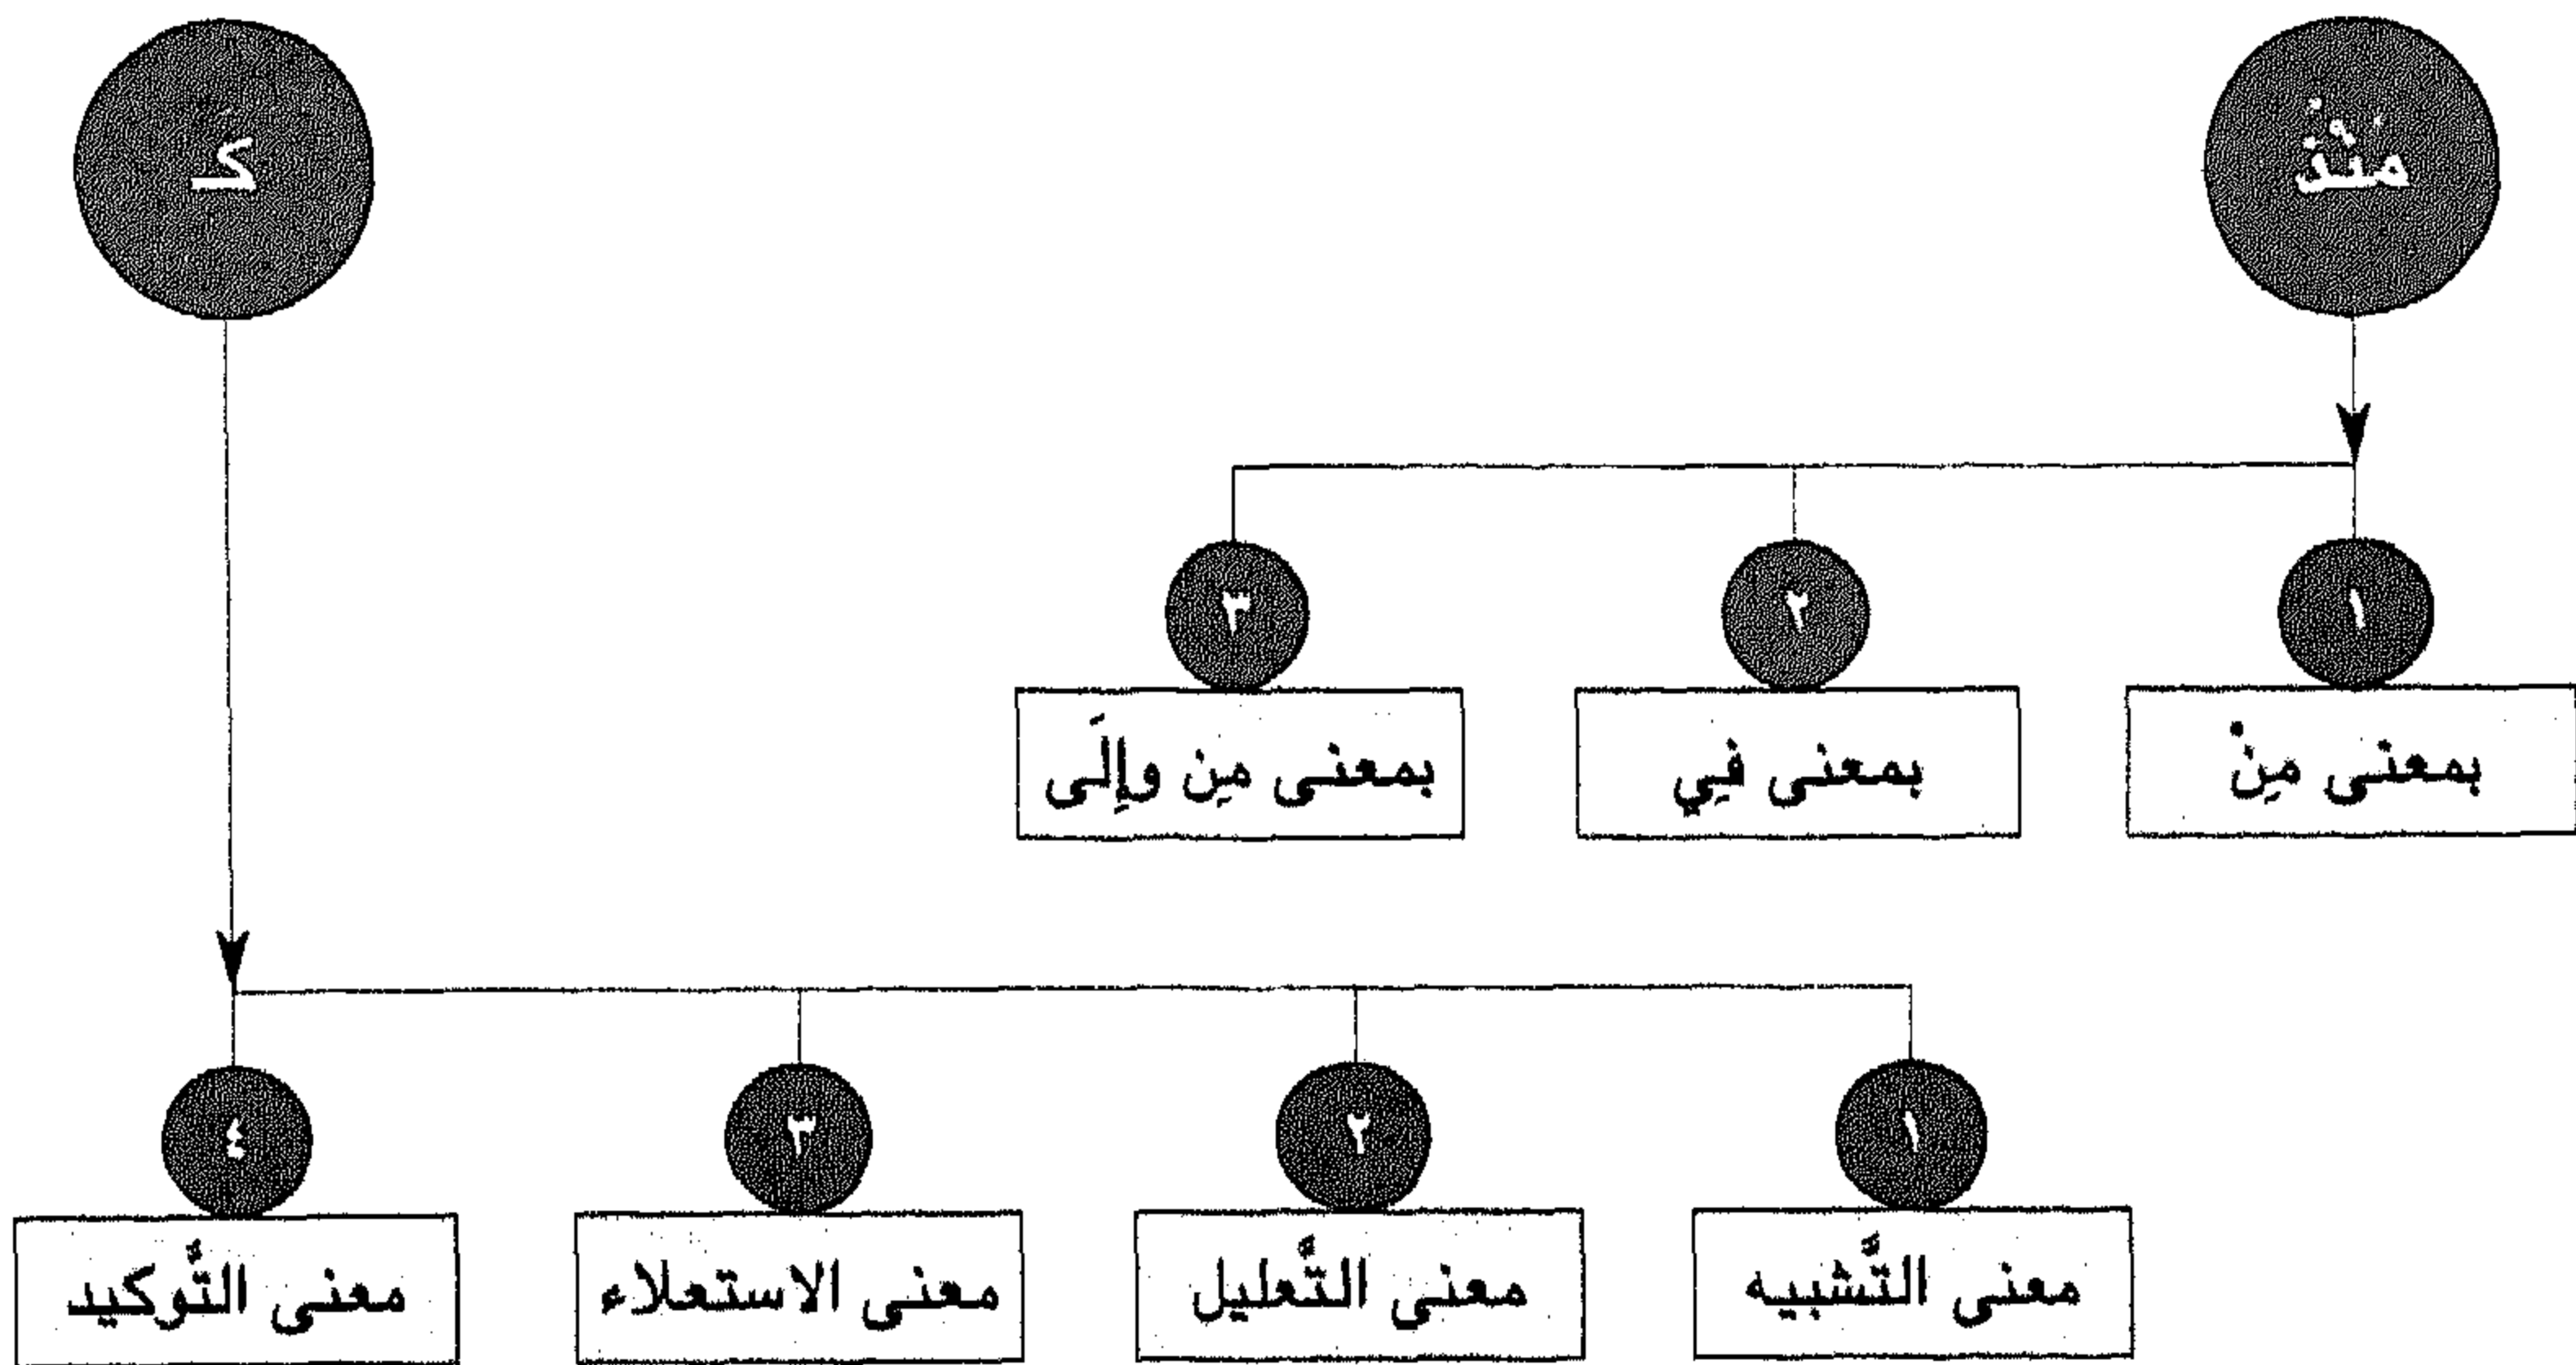 مُنْذُ
كَـ
١
٢
٣
بمعنى مِنْ
بمعنى فِي
بمعنى مِن وإِلَى
١
٢
٣
٤
معنى التَّشبيه
معنى التَّعليل
معنى الاستعلاء
معنى التَّوكيد